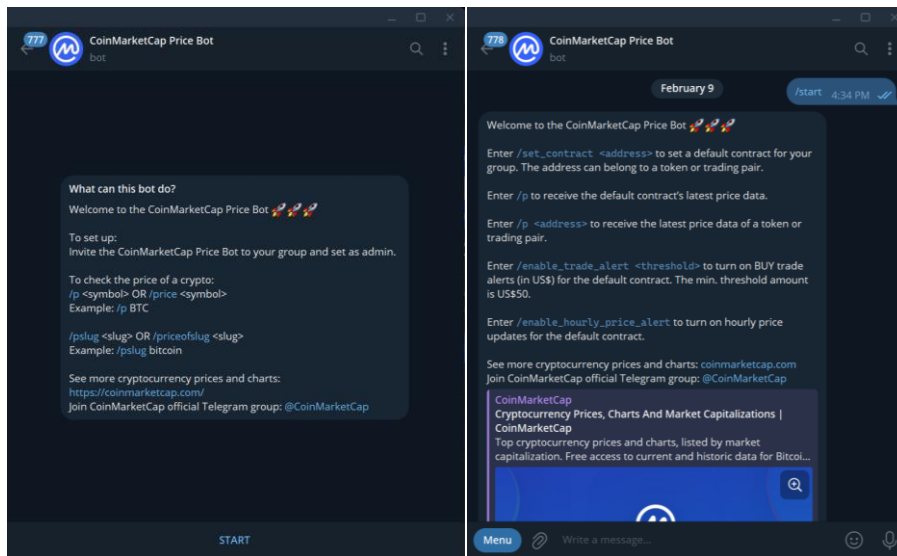 777
CoinMarketCap Price Bot
bot
What can this bot do?
Welcome to the CoinMarketCap Price Bot 🚀🚀🚀
To set up:
Invite the CoinMarketCap Price Bot to your group and set as admin.
To check the price of a crypto:
/p <symbol> OR /price <symbol>
Example: /p BTC
/pslug <slug> OR /priceofslug <slug>
Example: /pslug bitcoin
See more cryptocurrency prices and charts:
https://coinmarketcap.com/
Join CoinMarketCap official Telegram group: @CoinMarketCap
START
778
CoinMarketCap Price Bot
bot
February 9
/start 4:34 PM
Welcome to the CoinMarketCap Price Bot 🚀🚀🚀
Enter /set_contract <address> to set a default contract for your
group. The address can belong to a token or trading pair.
Enter /p to receive the default contract's latest price data.
Enter /p <address> to receive the latest price data of a token or
trading pair.
Enter /enable_trade_alert <threshold> to turn on BUY trade
alerts (in US$) for the default contract. The min. threshold amount
is US$50.
Enter /enable_hourly_price_alert to turn on hourly price
updates for the default contract.
See more cryptocurrency prices and charts: coinmarketcap.com
Join CoinMarketCap official Telegram group: @CoinMarketCap
CoinMarketCap
Cryptocurrency Prices, Charts And Market Capitalizations |
CoinMarketCap
Top cryptocurrency prices and charts, listed by market
capitalization. Free access to current and historic data for Bitcoi...
Menu
Write a message...